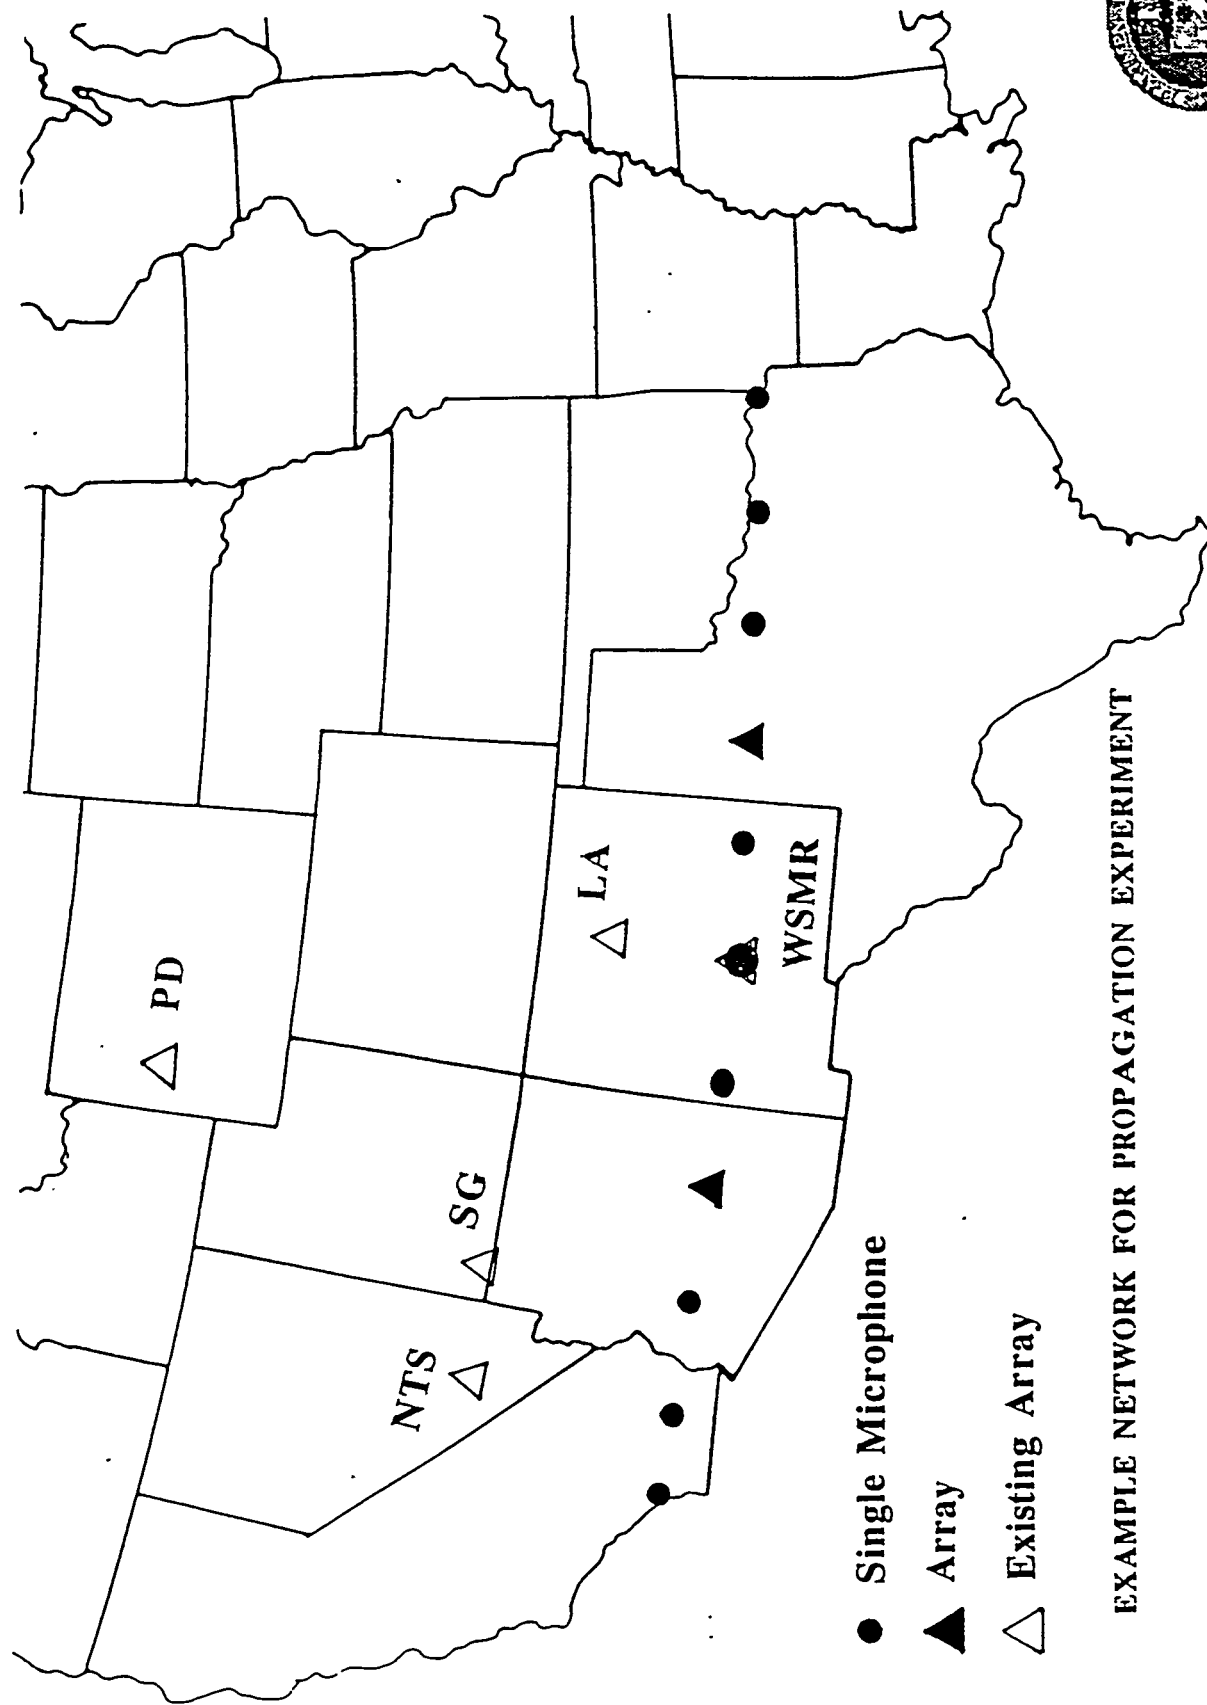 PD
LA
SG
NTS
WSMR
Single Microphone
Array
Existing Array
EXAMPLE NETWORK FOR PROPAGATION EXPERIMENT